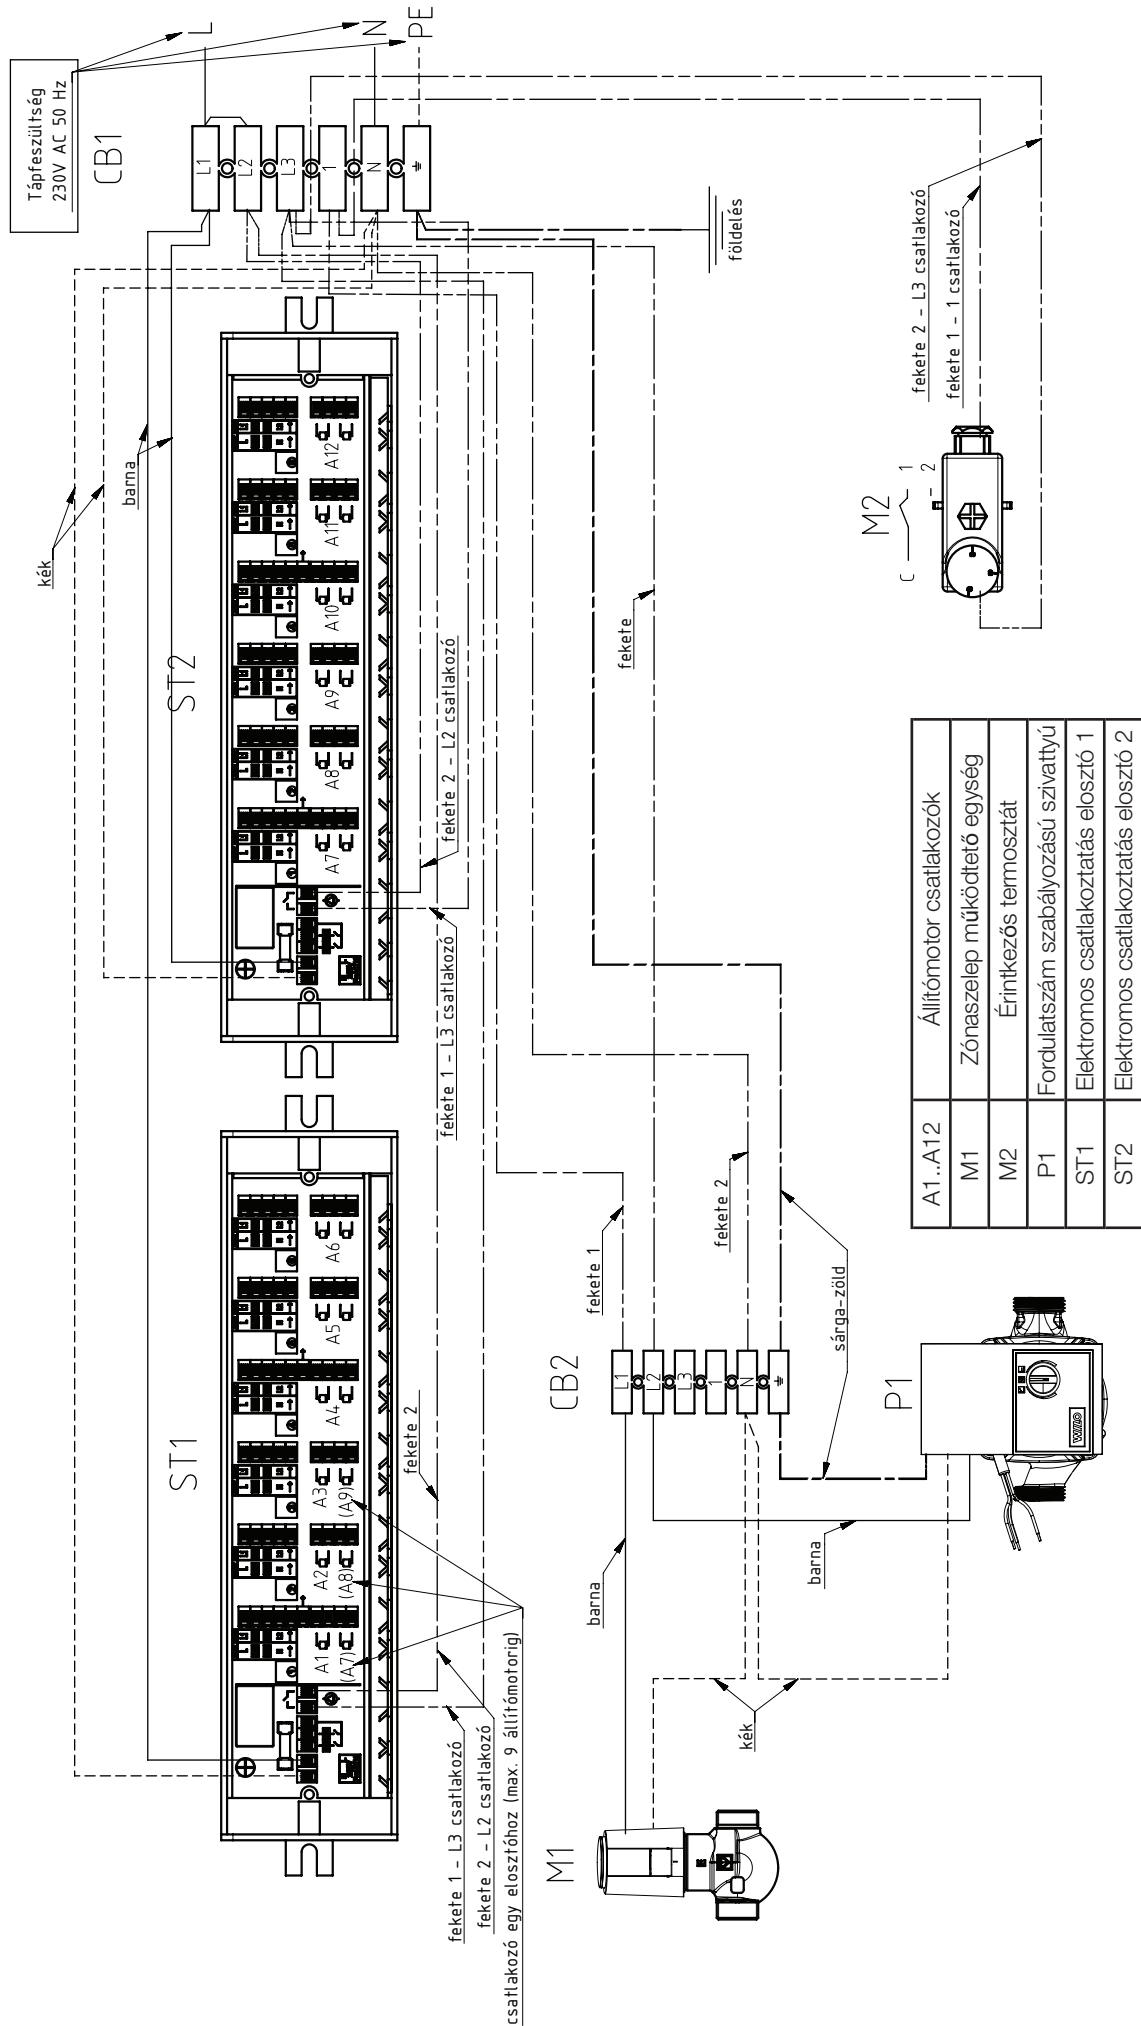 Tápfeszültség
230V AC 50 Hz
L
N
PE
CB1
L1
L2
L3
1
N
földelés
kék
barna
ST2
A7
A8
A9
A10
A11
A12
fekete 2 - L2 csatlakozó
fekete 1 - L3 csatlakozó
fekete
fekete 2 - L3 csatlakozó
fekete 1 - 1 csatlakozó
M2
C
1
2
ST1
A1
(A7)
A2
(A8)
A3
(A9)
A4
A5
A6
fekete 2
fekete 1 - L3 csatlakozó
fekete 2 - L2 csatlakozó
csatlakozó egy elosztóhoz (max. 9 állítómotorig)
fekete 1
fekete 2
CB2
L1
L2
L3
1
N
sárga-zöld
barna
barna
kék
M1
P1
wilo
A1..A12 Állítómotor csatlakozók
M1 Zónaszelep működtető egység
M2 Érintkezős termosztát
P1 Fordulatszám szabályozású szivattyú
ST1 Elektromos csatlakoztatás elosztó 1
ST2 Elektromos csatlakoztatás elosztó 2